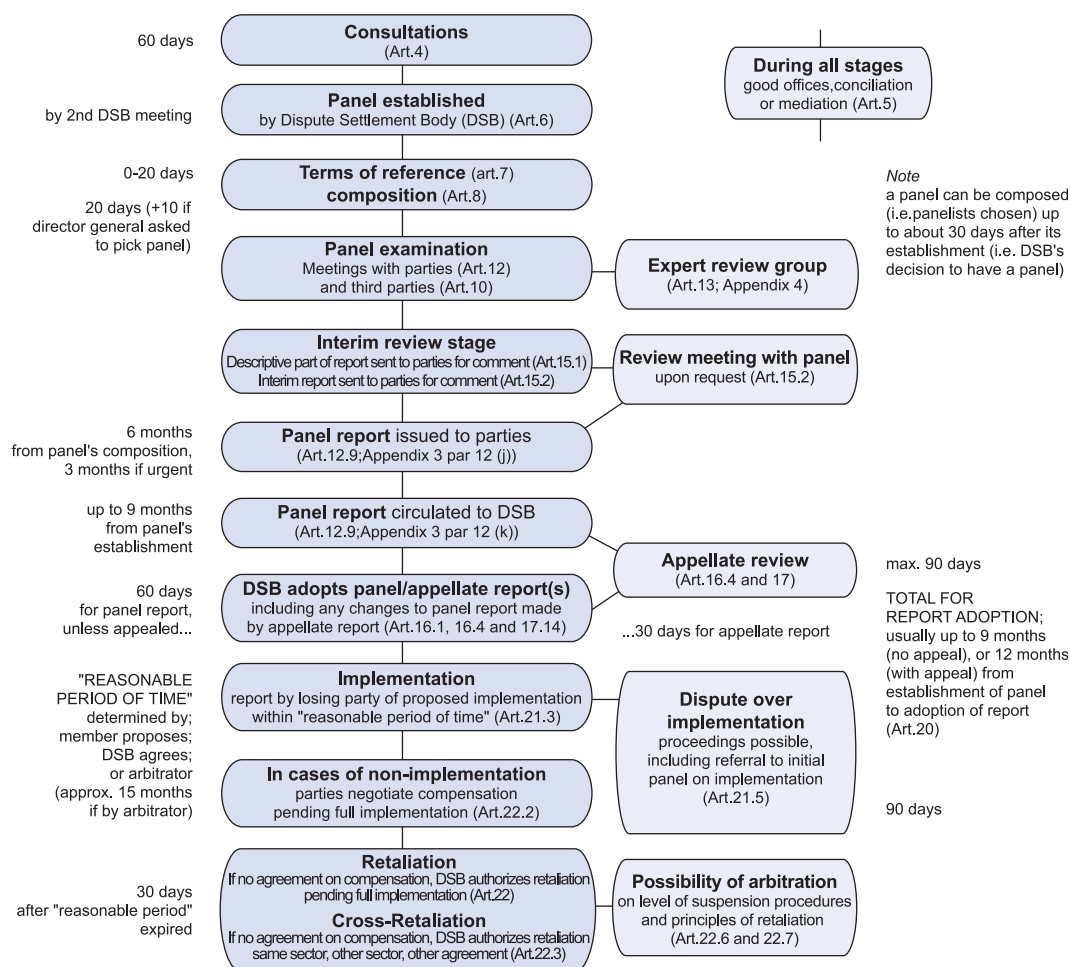 60 days
Consultations
(Art.4)
During all stages
good offices,conciliation
or mediation (Art.5)
by 2nd DSB meeting
Panel established
by Dispute Settlement Body (DSB) (Art.6)
0-20 days
Terms of reference (art.7)
composition (Art.8)
Note
a panel can be composed
(i.e.panelists chosen) up
to about 30 days after its
establishment (i.e. DSB's
decision to have a panel)
20 days (+10 if
director general asked
to pick panel)
Panel examination
Meetings with parties (Art.12)
and third parties (Art.10)
Expert review group
(Art.13; Appendix 4)
Interim review stage
Descriptive part of report sent to parties for comment (Art.15.1)
Interim report sent to parties for comment (Art.15.2)
Review meeting with panel
upon request (Art.15.2)
6 months
from panel's composition,
3 months if urgent
Panel report issued to parties
(Art.12.9;Appendix 3 par 12 (j))
up to 9 months
from panel's
establishment
Panel report circulated to DSB
(Art.12.9;Appendix 3 par 12 (k))
Appellate review
(Art.16.4 and 17)
max. 90 days
60 days
for panel report,
unless appealed...
DSB adopts panel/appellate report(s)
including any changes to panel report made
by appellate report (Art.16.1, 16.4 and 17.14)
...30 days for appellate report
TOTAL FOR
REPORT ADOPTION;
usually up to 9 months
(no appeal), or 12 months
(with appeal) from
establishment of panel
to adoption of report
(Art.20)
"REASONABLE
PERIOD OF TIME"
determined by;
member proposes;
DSB agrees;
or arbitrator
(approx. 15 months
if by arbitrator)
Implementation
report by losing party of proposed implementation
within "reasonable period of time" (Art.21.3)
Dispute over
implementation
proceedings possible,
including referral to initial
panel on implementation
(Art.21.5)
90 days
In cases of non-implementation
parties negotiate compensation
pending full implementation (Art.22.2)
30 days
after "reasonable period"
expired
Retaliation
If no agreement on compensation, DSB authorizes retaliation
pending full implementation (Art.22)
Cross-Retaliation
If no agreement on compensation, DSB authorizes retaliation
same sector, other sector, other agreement (Art.22.3)
Possibility of arbitration
on level of suspension procedures
and principles of retaliation
(Art.22.6 and 22.7)